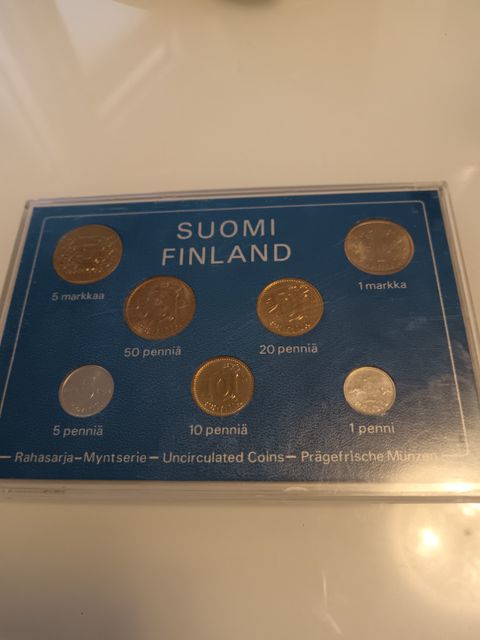 SUOMI
FINLAND
5 markkaa
1 markka
50 penniä
20 penniä
5 penniä
10 penniä
1 penni
— Rahasarja — Myntserie — Uncirculated Coins — Prägefrische Münzen